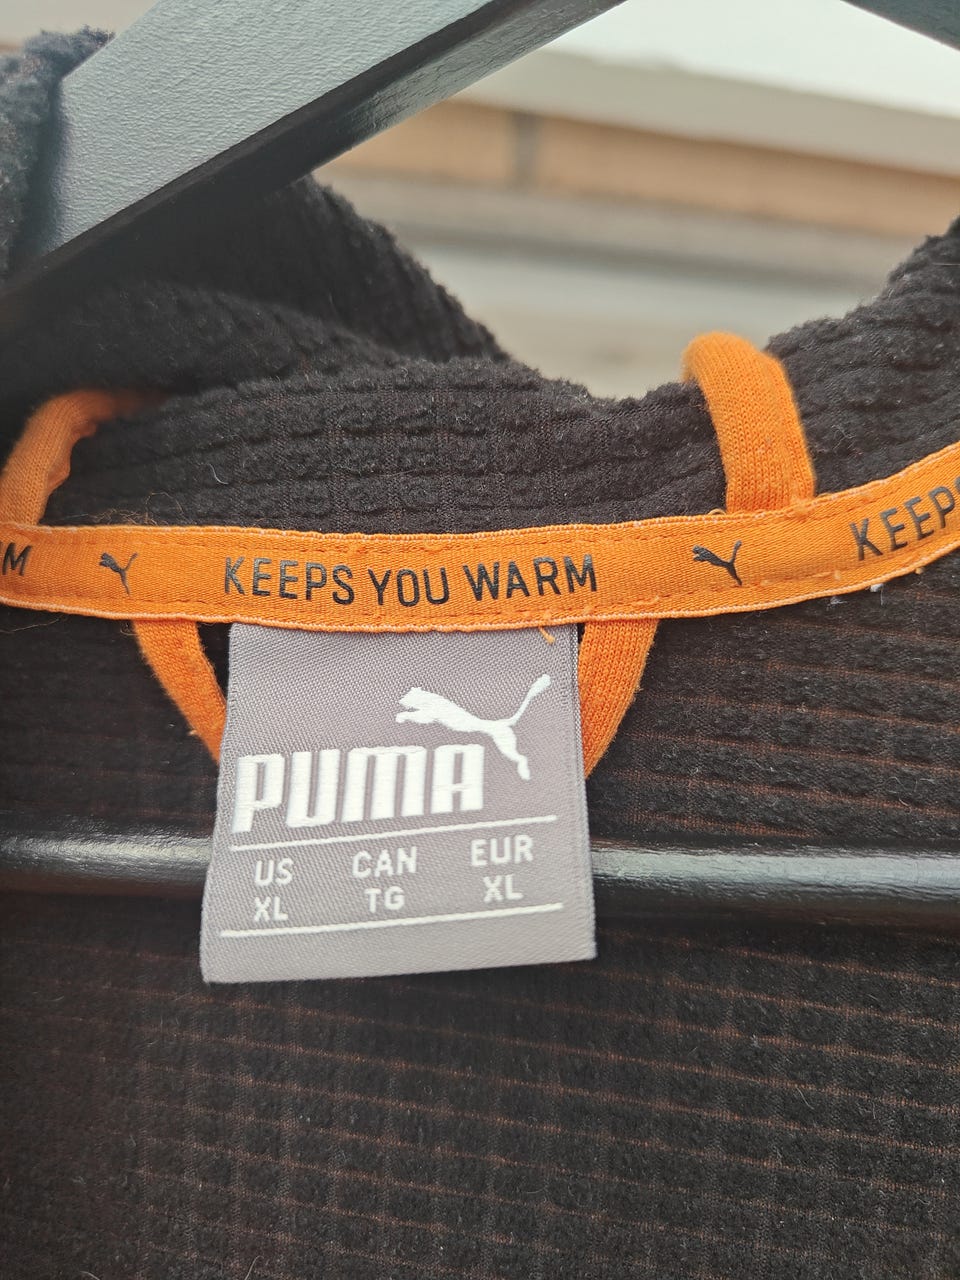 M KEEPS YOU WARM KEEPS
PUMA
US CAN EUR
XL TG XL